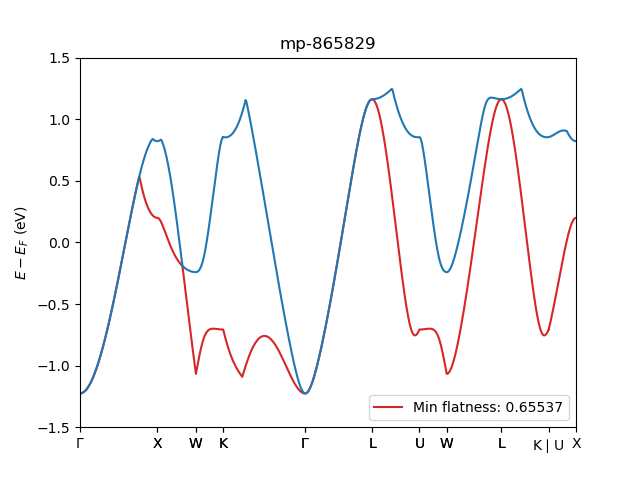 mp-865829
E − E_F (eV)
1.5
1.0
0.5
0.0
−0.5
−1.0
−1.5
Min flatness: 0.65537
Γ X W K Γ L U W L K | U X